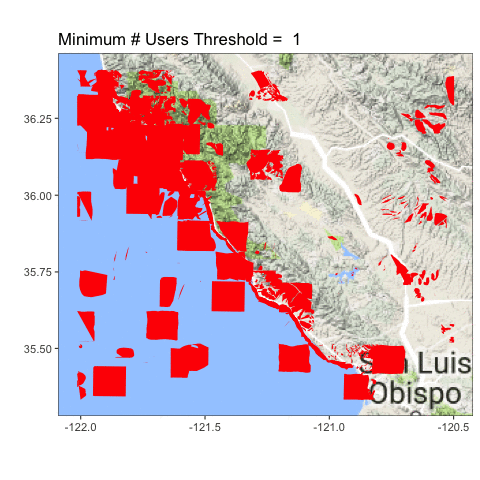 Minimum # Users Threshold = 1
36.25
36.00
35.75
35.50
San Luis
Obispo
-122.0
-121.5
-121.0
-120.5